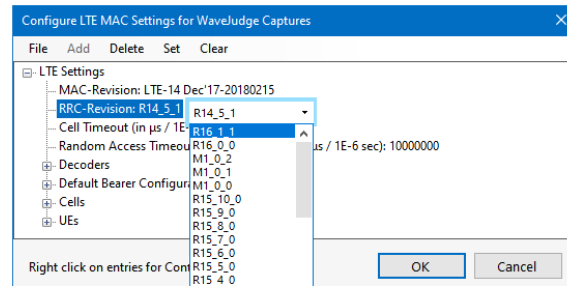 Configure LTE MAC Settings for WaveJudge Captures
File Add Delete Set Clear
LTE Settings
MAC-Revision: LTE-14 Dec'17-20180215
RRC-Revision: R14_5_1 R14_5_1
Cell Timeout (in µs / 1E
R16_1_1
Random Access Timeou µs / 1E-6 sec): 10000000
R16_0_0
M1_0_2
Decoders
M1_0_1
Default Bearer Configura
M1_0_0
Cells
R15_10_0
R15_9_0
UEs
R15_8_0
R15_7_0
R15_6_0
Right click on entries for Cont
R15_5_0
R15_4_0
OK Cancel